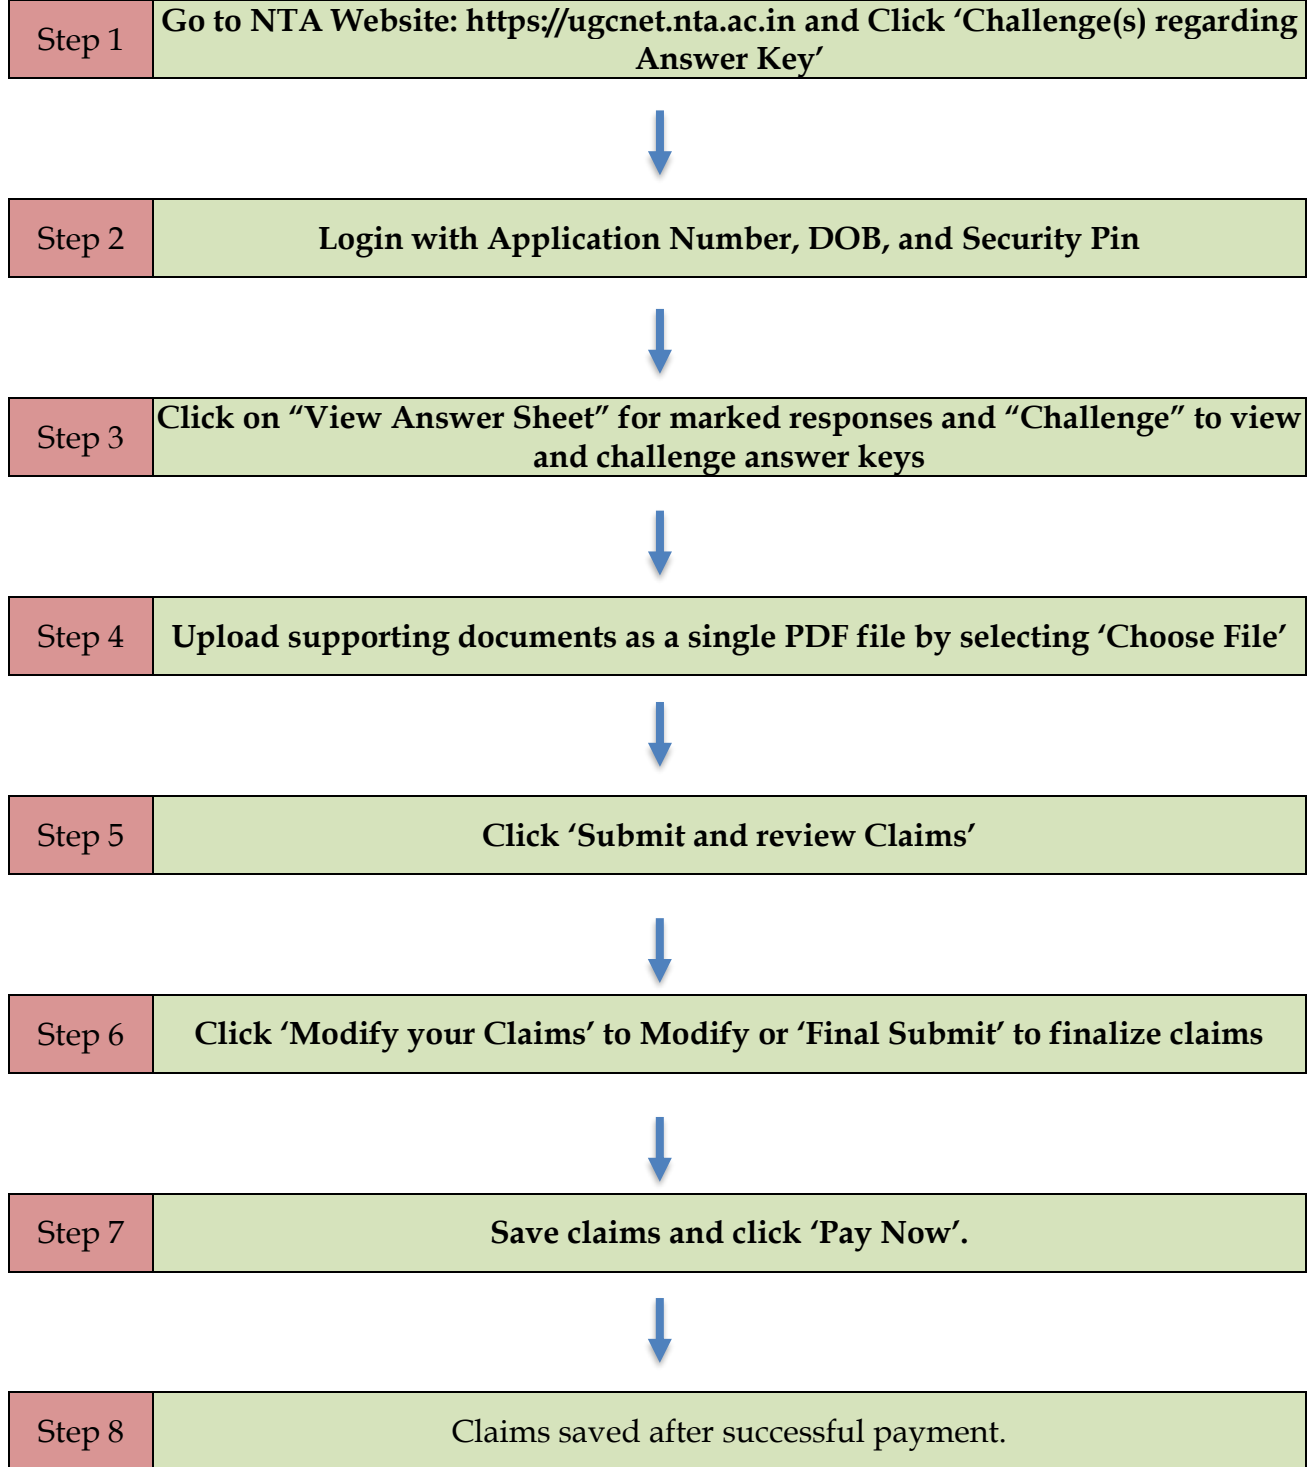 Step 1
Go to NTA Website: https://ugcnet.nta.ac.in and Click ‘Challenge(s) regarding
Answer Key’
Step 2
Login with Application Number, DOB, and Security Pin
Step 3
Click on “View Answer Sheet” for marked responses and “Challenge” to view
and challenge answer keys
Step 4
Upload supporting documents as a single PDF file by selecting ‘Choose File’
Step 5
Click ‘Submit and review Claims’
Step 6
Click ‘Modify your Claims’ to Modify or ‘Final Submit’ to finalize claims
Step 7
Save claims and click ‘Pay Now’.
Step 8
Claims saved after successful payment.